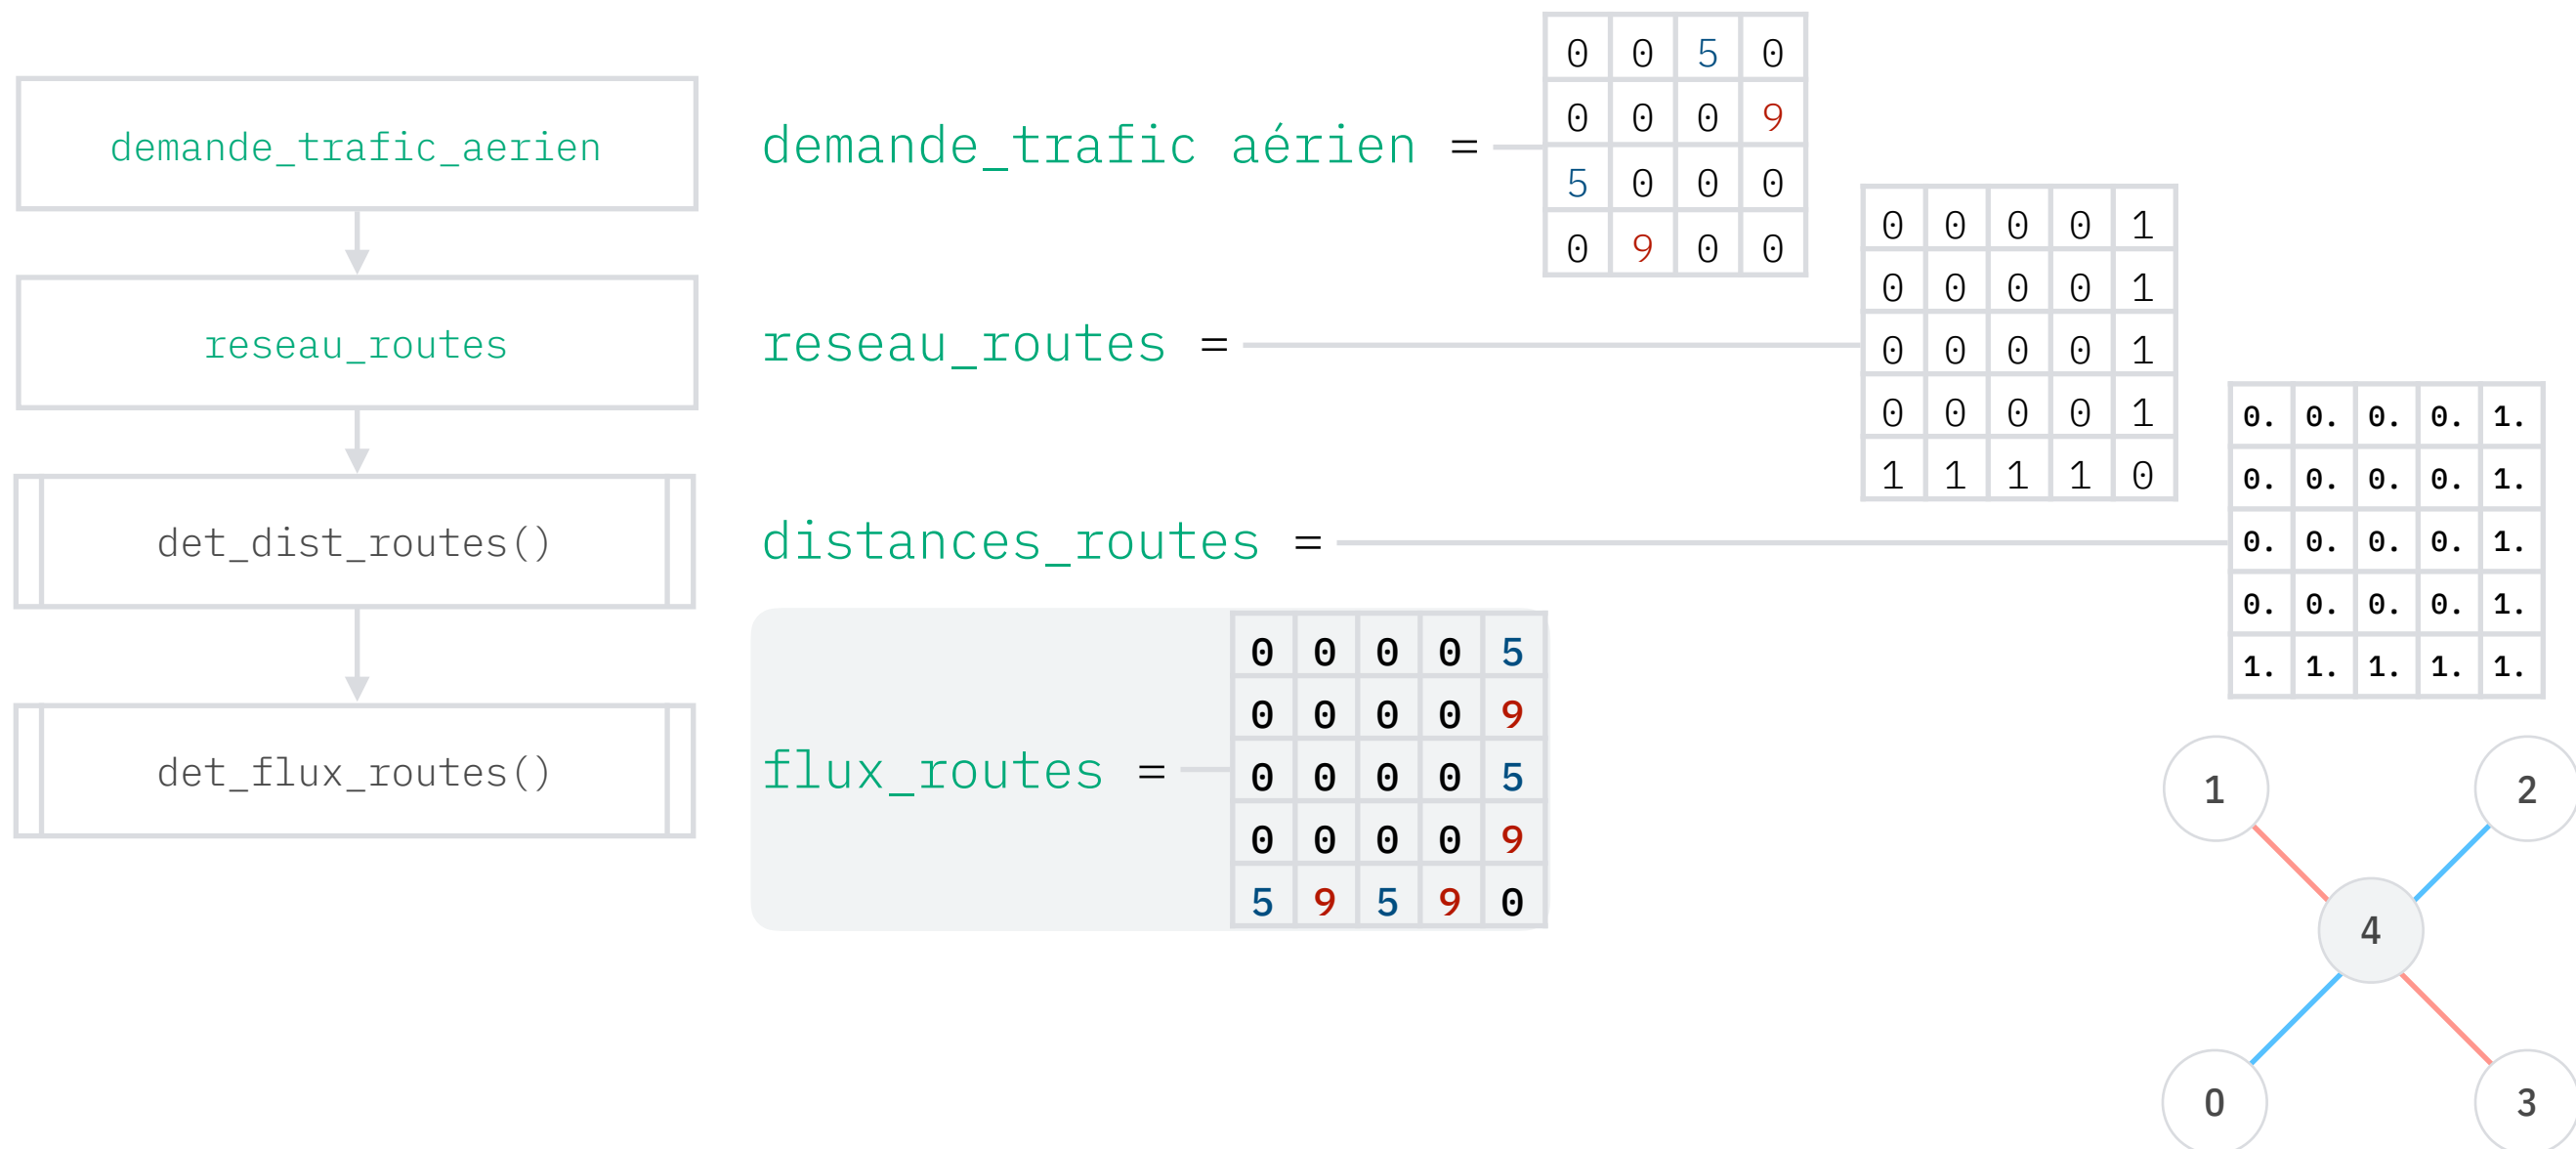 demande_trafic_aerien
reseau_routes
det_dist_routes()
det_flux_routes()
demande_trafic aérien =
0 0 5 0
0 0 0 9
5 0 0 0
0 9 0 0
reseau_routes =
0 0 0 0 1
0 0 0 0 1
0 0 0 0 1
0 0 0 0 1
1 1 1 1 0
distances_routes =
0. 0. 0. 0. 1.
0. 0. 0. 0. 1.
0. 0. 0. 0. 1.
0. 0. 0. 0. 1.
1. 1. 1. 1. 1.
flux_routes =
0 0 0 0 5
0 0 0 0 9
0 0 0 0 5
0 0 0 0 9
5 9 5 9 0
1 2
4
0 3